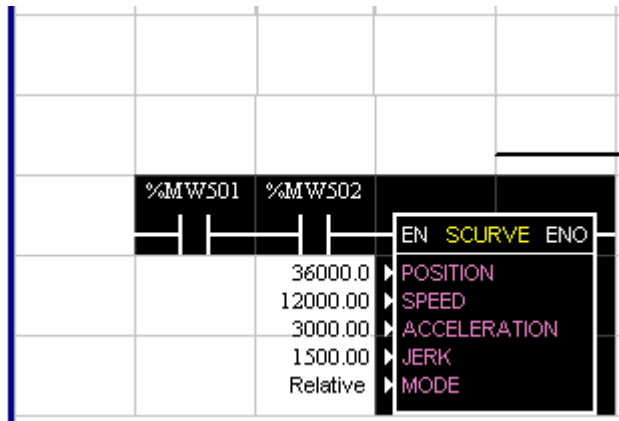 %MW501 %MW502
EN SCURVE ENO
36000.0 POSITION
12000.00 SPEED
3000.00 ACCELERATION
1500.00 JERK
Relative MODE